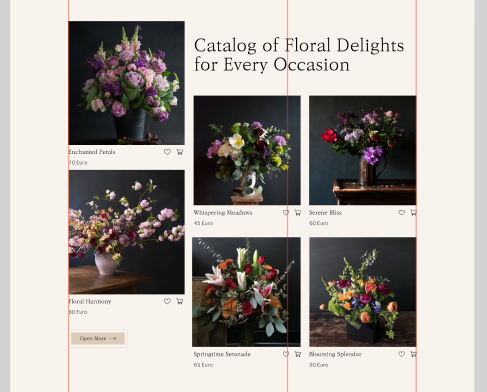 Catalog of Floral Delights
for Every Occasion
Enchanted Petals
70 Euro
Floral Harmony
80 Euro
Open More
Whispering Meadows
45 Euro
Serene Bliss
60 Euro
Springtime Serenade
65 Euro
Blooming Splendor
50 Euro